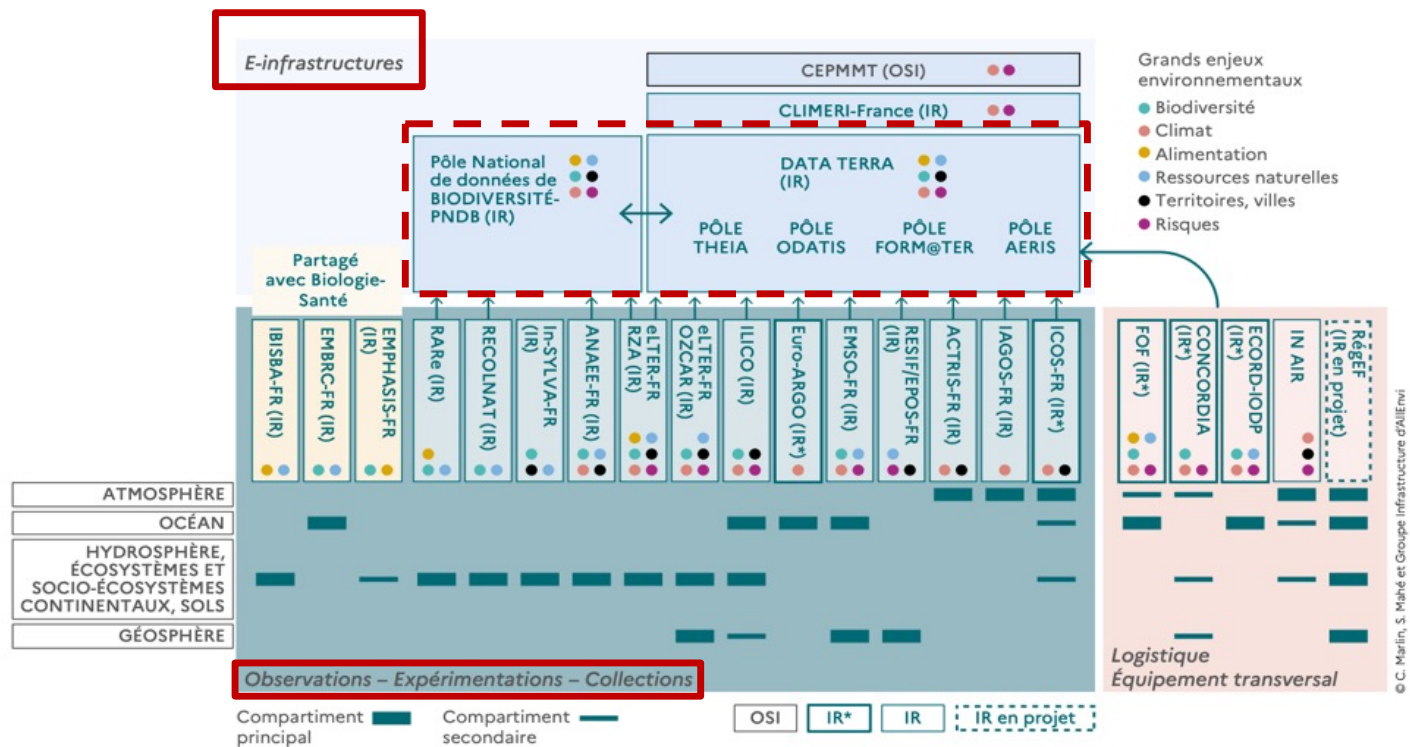 E-infrastructures
CEPMMT (OSI)
CLIMERI-France (IR)
Pôle National
de données de
BIODIVERSITÉ-
PNDB (IR)
DATA TERRA
(IR)
PÔLE
THEIA
PÔLE
ODATIS
PÔLE
FORM@TER
PÔLE
AERIS
Grands enjeux
environnementaux
Biodiversité
Climat
Alimentation
Ressources naturelles
Territoires, villes
Risques
Partagé
avec Biologie-
Santé
IBISBA-FR (IR)
EMBRC-FR (IR)
EMPHASIS-FR
(IR)
RARe (IR)
RECOLNAT (IR)
In-SYLVA-FR
(IR)
ANAEE-FR (IR)
eLTER-FR
RZA (IR)
eLTER-FR
OZCAR (IR)
ILICO (IR)
Euro-ARGO (IR*)
EMSO-FR (IR)
RESIF/EPOS-FR
(IR)
ACTRIS-FR (IR)
IAGOS-FR (IR)
ICOS-FR (IR*)
FOF (IR*)
CONCORDIA
(IR*)
ECORD-IODP
(IR*)
IN AIR
RégEF
(IR en projet)
ATMOSPHÈRE
OCÉAN
HYDROSPHÈRE,
ÉCOSYSTÈMES ET
SOCIO-ÉCOSYSTÈMES
CONTINENTAUX, SOLS
GÉOSPHÈRE
Observations – Expérimentations – Collections
Logistique
Équipement transversal
Compartiment
principal
Compartiment
secondaire
OSI
IR*
IR
IR en projet
© C. Marlin, S. Mahé et Groupe Infrastructure d'AllEnvi